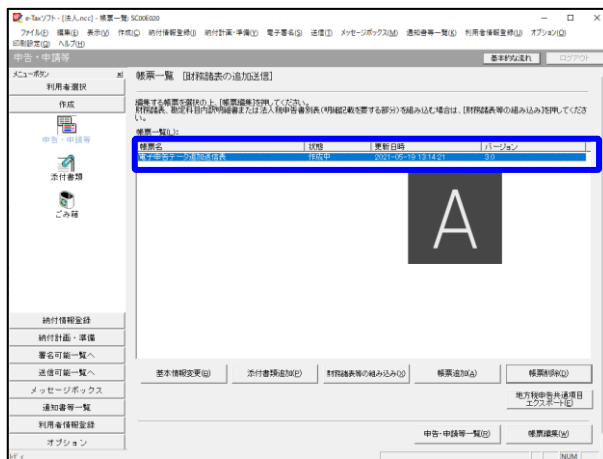 e-Taxソフト - [法人.ncc] - 帳票一覧: SC00E020
ファイル(F) 編集(E) 表示(V) 作成(C) 納付情報登録(I) 納付計画・準備(Y) 電子署名(S) 送信(T) メッセージボックス(M) 通知書等一覧(K) 利用者情報登録(U) オプション(O)
印刷設定(Q) ヘルプ(H)
申告・申請等
基本的な流れ
ログアウト
メニューボタン
利用者選択
作成
申告・申請等
添付書類
ごみ箱
納付情報登録
納付計画・準備
署名可能一覧へ
送信可能一覧へ
メッセージボックス
通知書等一覧
利用者情報登録
オプション
帳票一覧 [財務諸表の追加送信]
編集する帳票を選択の上、[帳票編集]を押してください。
財務諸表、勘定科目内訳明細書または法人税申告書別表(明細記載を要する部分)を組み込む場合は、[財務諸表等の組み込み]を押してくださ
い。
帳票一覧(L):
帳票名 状態 更新日時 バージョン
電子申告データ追加送信表 作成中 2021-05-19 13:14:21 3.0
A
基本情報変更(B) 添付書類追加(P) 財務諸表等の組み込み(X) 帳票追加(A) 帳票削除(D)
地方税申告共通項目
エクスポート(E)
申告・申請等一覧(R) 帳票編集(W)
レディ
NUM